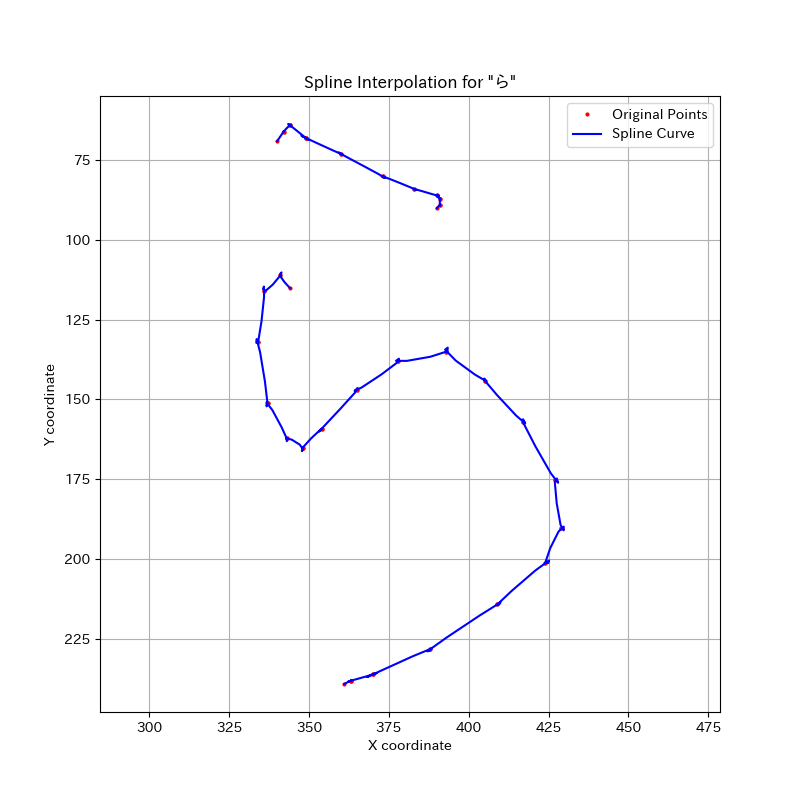 Spline Interpolation for "ら"
Original Points
Spline Curve
75
100
125
150
175
200
225
Y coordinate
300 325 350 375 400 425 450 475
X coordinate
ら